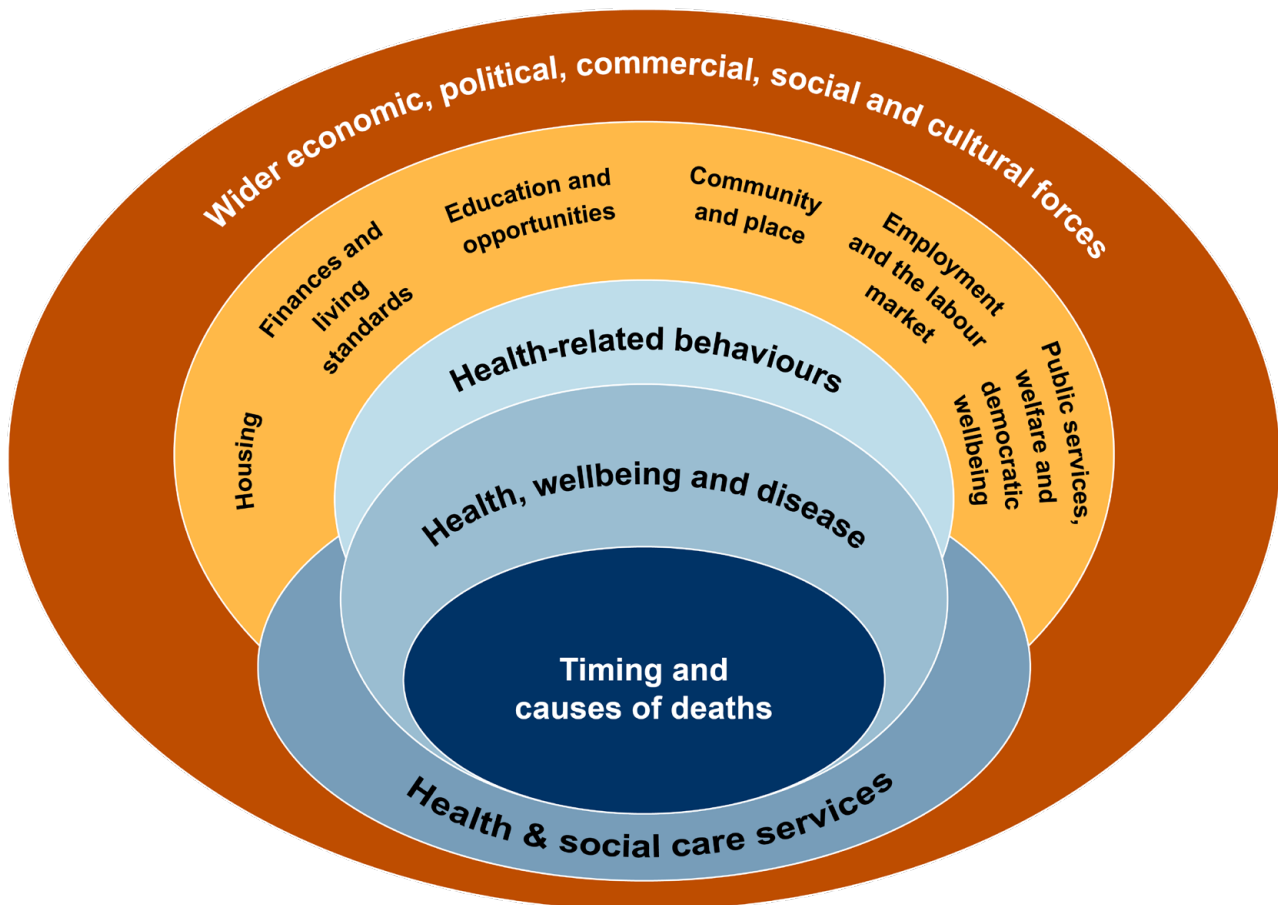 Wider economic, political, commercial, social and cultural forces
Housing
Finances and
living
standards
Education and
opportunities
Community
and place
Employment
and the labour
market
Public services,
welfare and
democratic
wellbeing
Health-related behaviours
Health, wellbeing and disease
Timing and
causes of deaths
Health & social care services